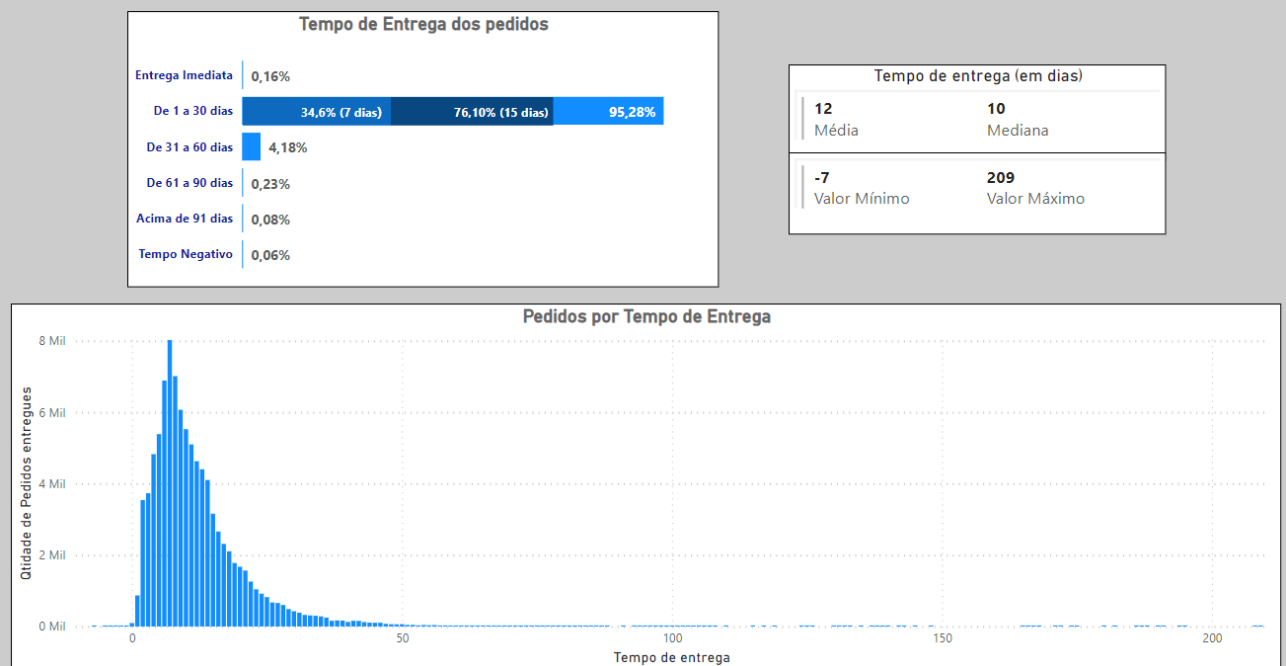 Tempo de Entrega dos pedidos
Entrega Imediata 0,16%
De 1 a 30 dias 34,6% (7 dias) 76,10% (15 dias) 95,28%
De 31 a 60 dias 4,18%
De 61 a 90 dias 0,23%
Acima de 91 dias 0,08%
Tempo Negativo 0,06%
Tempo de entrega (em dias)
12 10
Média Mediana
-7 209
Valor Mínimo Valor Máximo
Pedidos por Tempo de Entrega
Qtidade de Pedidos entregues
8 Mil
6 Mil
4 Mil
2 Mil
0 Mil
0 50 100 150 200
Tempo de entrega